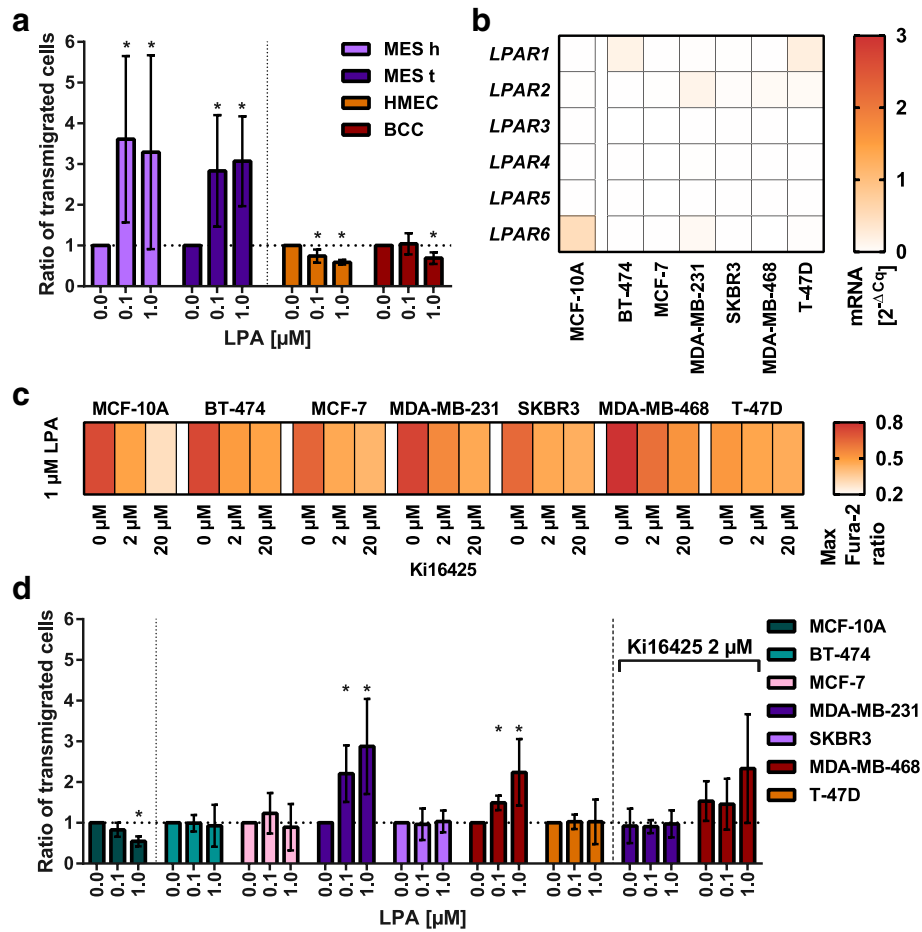 a
Ratio of transmigrated cells
6
5
4
3
2
1
0
* * * * * * *
0.0 0.1 1.0 0.0 0.1 1.0 0.0 0.1 1.0 0.0 0.1 1.0
LPA [µM]
MES h
MES t
HMEC
BCC
b
LPAR1
LPAR2
LPAR3
LPAR4
LPAR5
LPAR6
MCF-10A BT-474 MCF-7 MDA-MB-231 SKBR3 MDA-MB-468 T-47D
3
2
1
0
mRNA
[2^-ΔCq]
c
MCF-10A BT-474 MCF-7 MDA-MB-231 SKBR3 MDA-MB-468 T-47D
1 µM LPA
0 µM 2 µM 20 µM 0 µM 2 µM 20 µM 0 µM 2 µM 20 µM 0 µM 2 µM 20 µM 0 µM 2 µM 20 µM 0 µM 2 µM 20 µM 0 µM 2 µM 20 µM
Ki16425
0.8
0.5
0.2
Max
Fura-2
ratio
d
Ratio of transmigrated cells
6
5
4
3
2
1
0
* * * * *
Ki16425 2 µM
0.0 0.1 1.0 0.0 0.1 1.0 0.0 0.1 1.0 0.0 0.1 1.0 0.0 0.1 1.0 0.0 0.1 1.0 0.0 0.1 1.0 0.0 0.1 1.0 0.0 0.1 1.0
LPA [µM]
MCF-10A
BT-474
MCF-7
MDA-MB-231
SKBR3
MDA-MB-468
T-47D